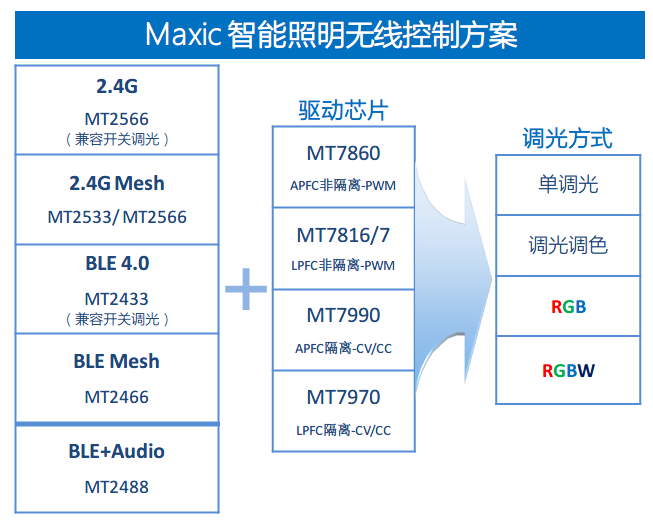 Maxic 智能照明无线控制方案
2.4G
MT2566
（兼容开关调光）
2.4G Mesh
MT2533/ MT2566
BLE 4.0
MT2433
（兼容开关调光）
BLE Mesh
MT2466
BLE+Audio
MT2488
+
驱动芯片
MT7860
APFC非隔离-PWM
MT7816/7
LPFC非隔离-PWM
MT7990
APFC隔离-CV/CC
MT7970
LPFC隔离-CV/CC
调光方式
单调光
调光调色
RGB
RGBW